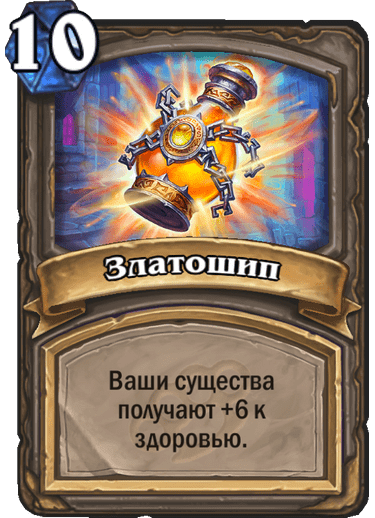 10
Златошип
Ваши существа
получают +6 к
здоровью.